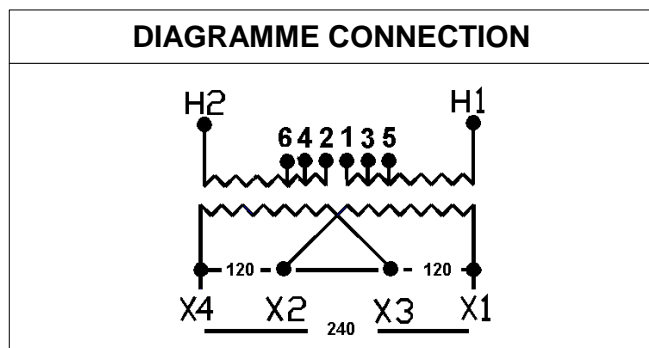 DIAGRAMME CONNECTION
H2 H1
6 4 2 1 3 5
120 120
X4 X2 X3 X1
240